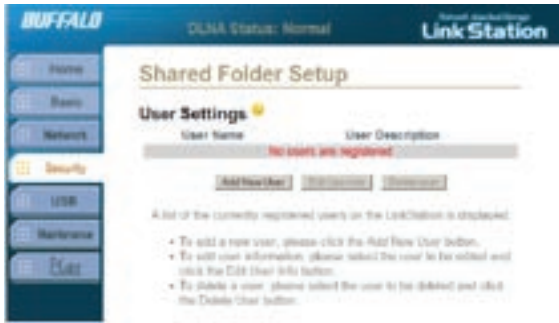 BUFFALO
DLNA Status: Normal
Network Attached Storage
LinkStation
Home
Basic
Network
Security
USB
Maintenance
Shared Folder Setup
User Settings
User Name User Description
No users are registered
Add New User Edit User Info Delete User
A list of the currently registered users on the LinkStation is displayed.
• To add a new user, please click the Add New User button.
• To edit user information, please select the user to be edited and
click the Edit User Info button.
• To delete a user, please select the user to be deleted and click
the Delete User button.